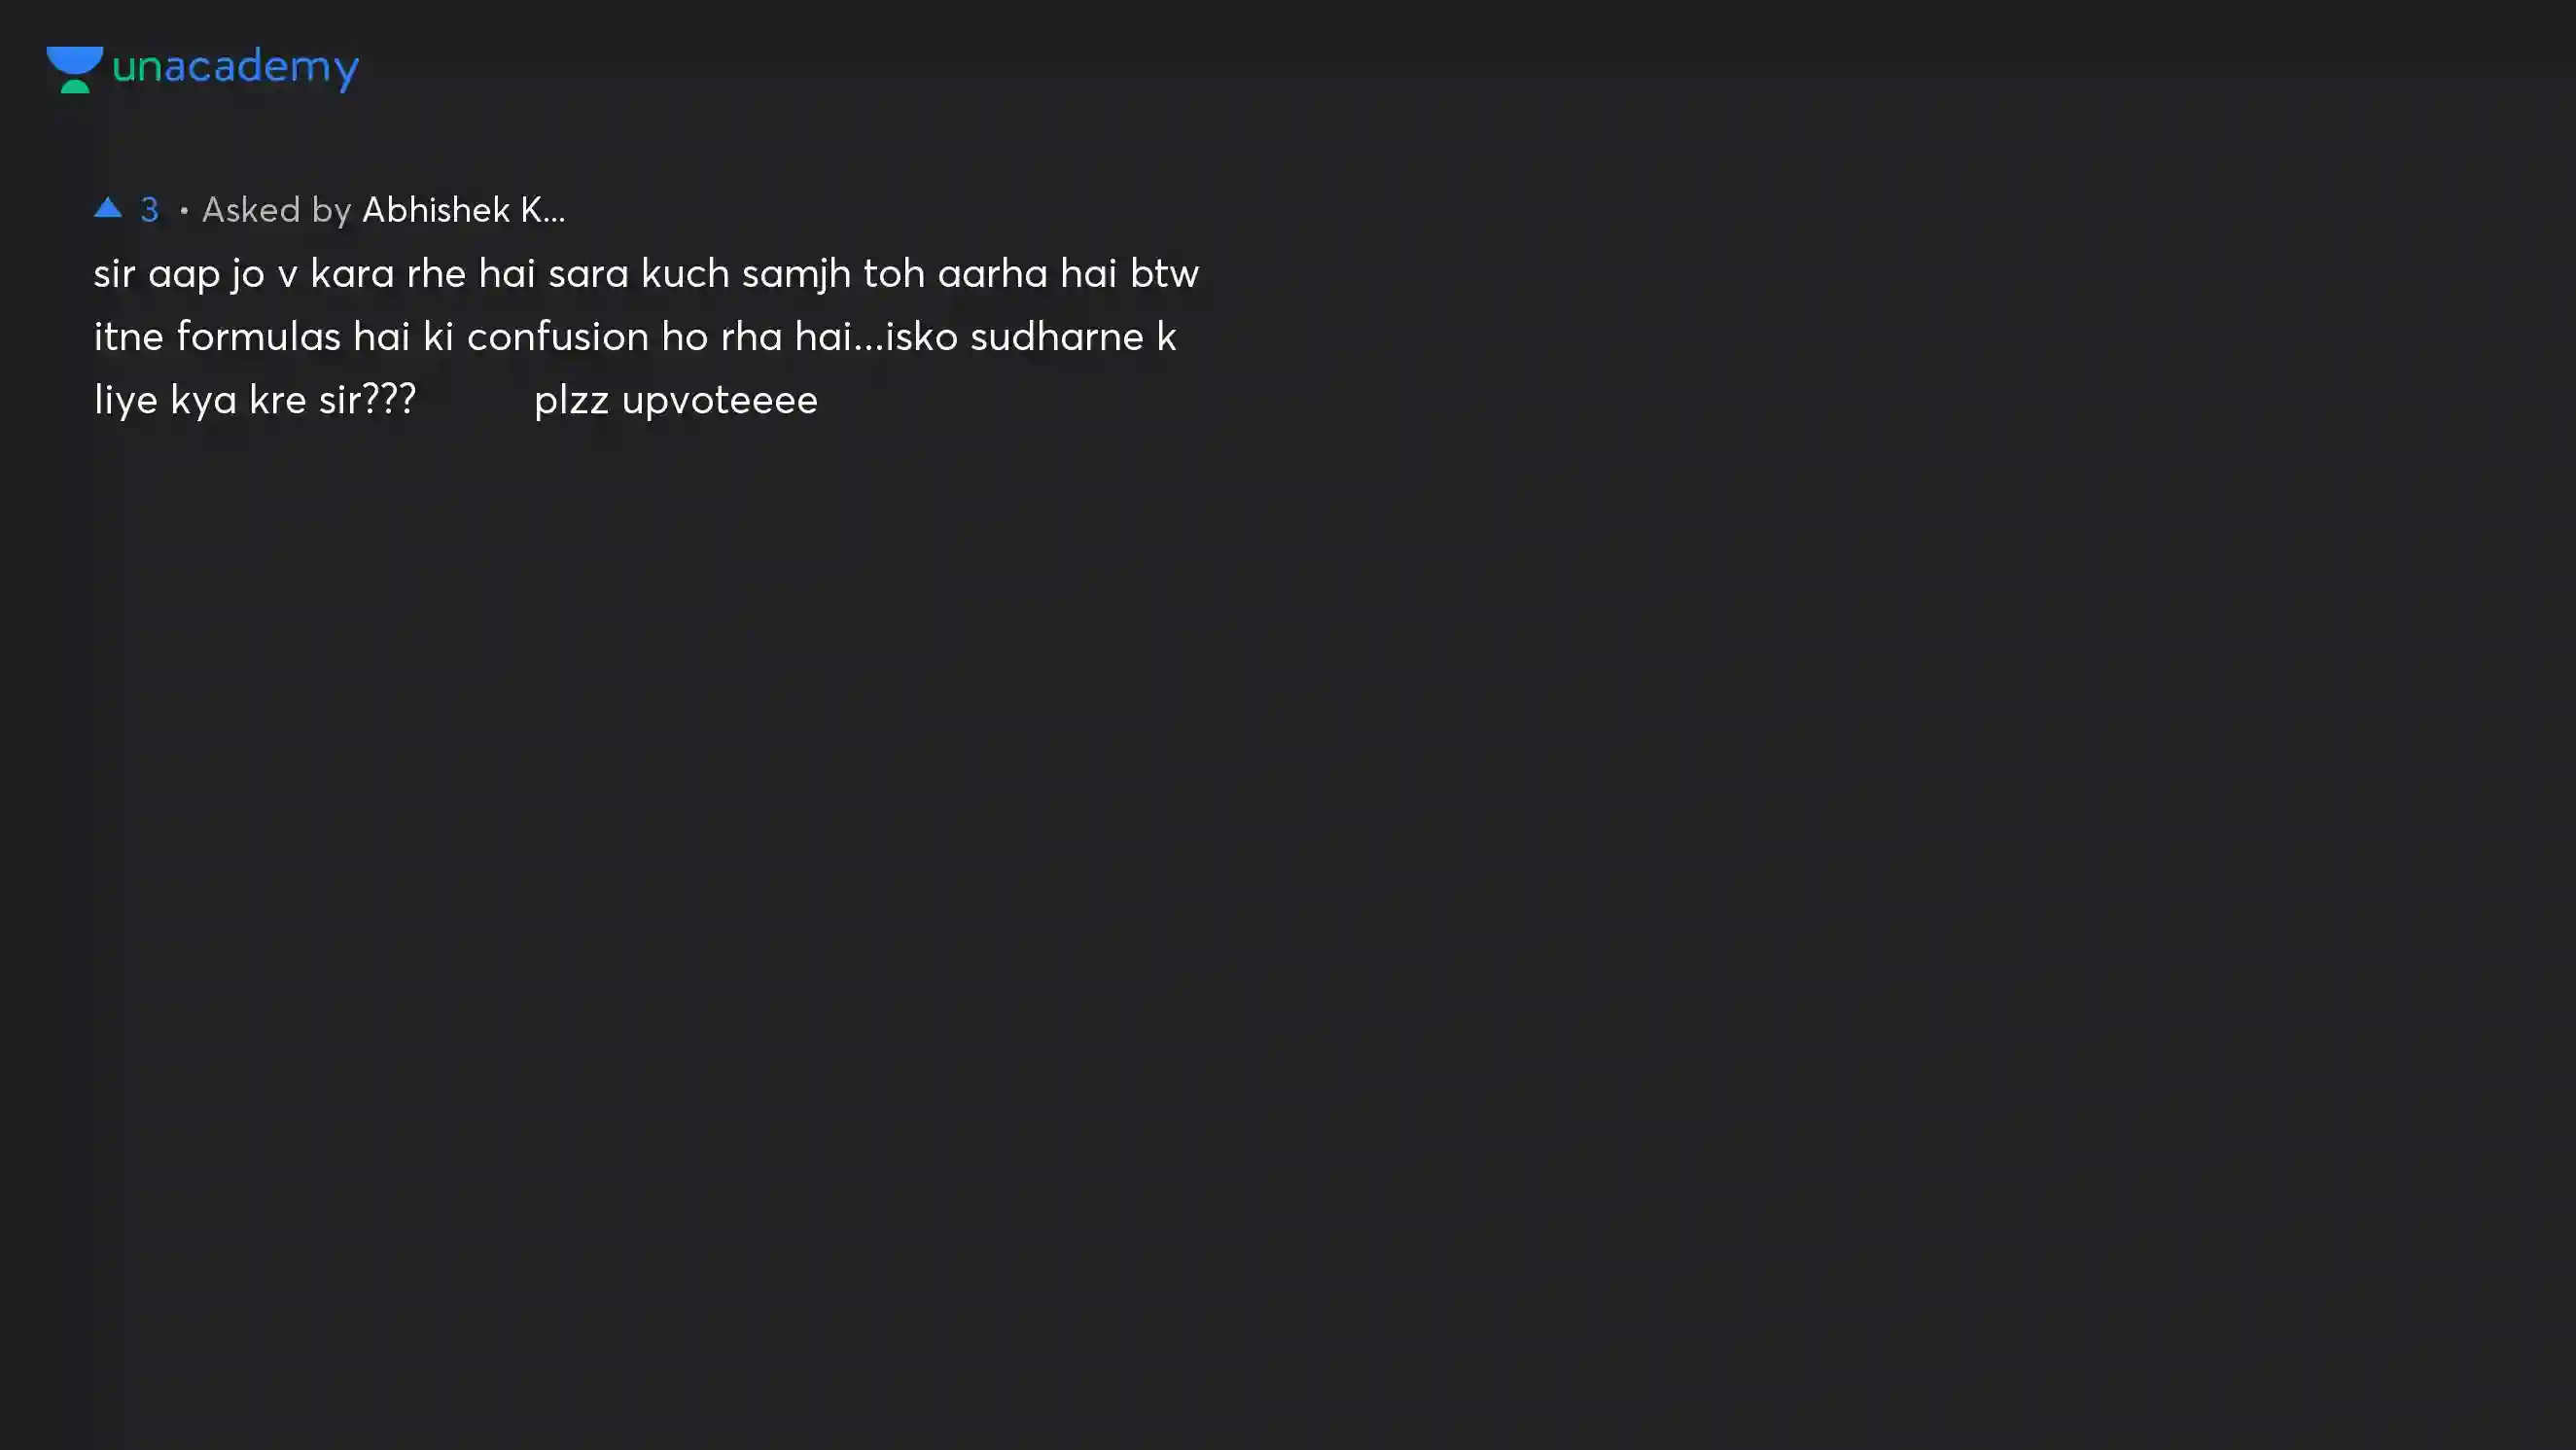 unacademy
▲ 3 • Asked by Abhishek K...
sir aap jo v kara rhe hai sara kuch samjh toh aarha hai btw
itne formulas hai ki confusion ho rha hai...isko sudharne k
liye kya kre sir??? plzz upvoteeee